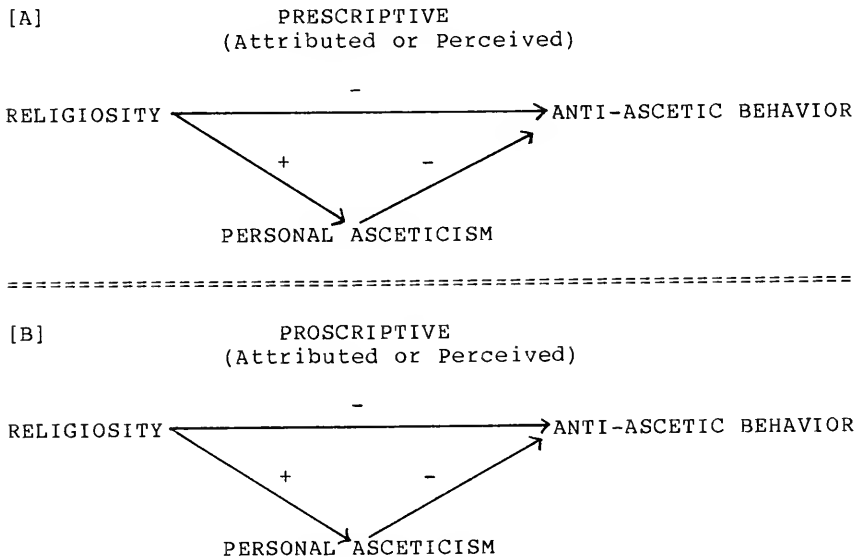 [A] PRESCRIPTIVE
(Attributed or Perceived)
-
RELIGIOSITY ANTI-ASCETIC BEHAVIOR
+ -
PERSONAL ASCETICISM
==========================================================
[B] PROSCRIPTIVE
(Attributed or Perceived)
-
RELIGIOSITY ANTI-ASCETIC BEHAVIOR
+ -
PERSONAL ASCETICISM